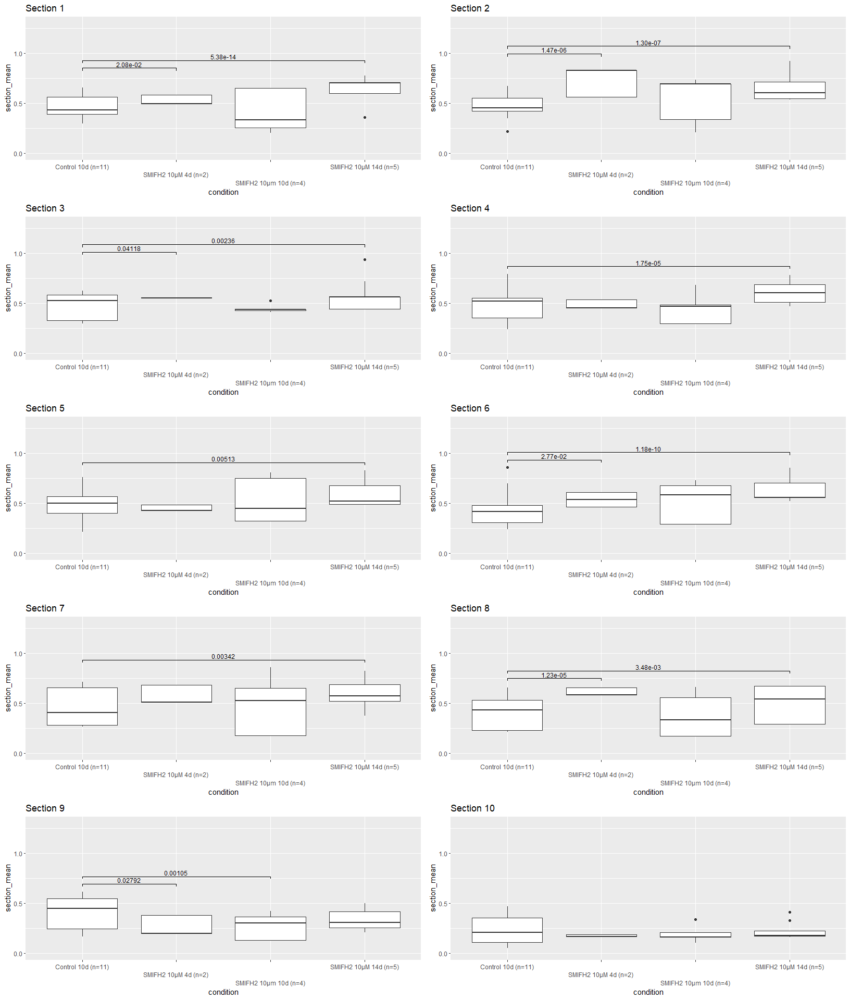 Section 1
section_mean
1.0
0.5
0.0
5.38e-14
2.08e-02
Control 10d (n=11)
SMIFH2 10µM 4d (n=2)
SMIFH2 10µm 10d (n=4)
SMIFH2 10µM 14d (n=5)
condition
Section 2
section_mean
1.0
0.5
0.0
1.30e-07
1.47e-06
Control 10d (n=11)
SMIFH2 10µM 4d (n=2)
SMIFH2 10µm 10d (n=4)
SMIFH2 10µM 14d (n=5)
condition
Section 3
section_mean
1.0
0.5
0.0
0.00236
0.04118
Control 10d (n=11)
SMIFH2 10µM 4d (n=2)
SMIFH2 10µm 10d (n=4)
SMIFH2 10µM 14d (n=5)
condition
Section 4
section_mean
1.0
0.5
0.0
1.75e-05
Control 10d (n=11)
SMIFH2 10µM 4d (n=2)
SMIFH2 10µm 10d (n=4)
SMIFH2 10µM 14d (n=5)
condition
Section 5
section_mean
1.0
0.5
0.0
0.00513
Control 10d (n=11)
SMIFH2 10µM 4d (n=2)
SMIFH2 10µm 10d (n=4)
SMIFH2 10µM 14d (n=5)
condition
Section 6
section_mean
1.0
0.5
0.0
1.18e-10
2.77e-02
Control 10d (n=11)
SMIFH2 10µM 4d (n=2)
SMIFH2 10µm 10d (n=4)
SMIFH2 10µM 14d (n=5)
condition
Section 7
section_mean
1.0
0.5
0.0
0.00342
Control 10d (n=11)
SMIFH2 10µM 4d (n=2)
SMIFH2 10µm 10d (n=4)
SMIFH2 10µM 14d (n=5)
condition
Section 8
section_mean
1.0
0.5
0.0
3.48e-03
1.23e-05
Control 10d (n=11)
SMIFH2 10µM 4d (n=2)
SMIFH2 10µm 10d (n=4)
SMIFH2 10µM 14d (n=5)
condition
Section 9
section_mean
1.0
0.5
0.0
0.00105
0.02792
Control 10d (n=11)
SMIFH2 10µM 4d (n=2)
SMIFH2 10µm 10d (n=4)
SMIFH2 10µM 14d (n=5)
condition
Section 10
section_mean
1.0
0.5
0.0
Control 10d (n=11)
SMIFH2 10µM 4d (n=2)
SMIFH2 10µm 10d (n=4)
SMIFH2 10µM 14d (n=5)
condition